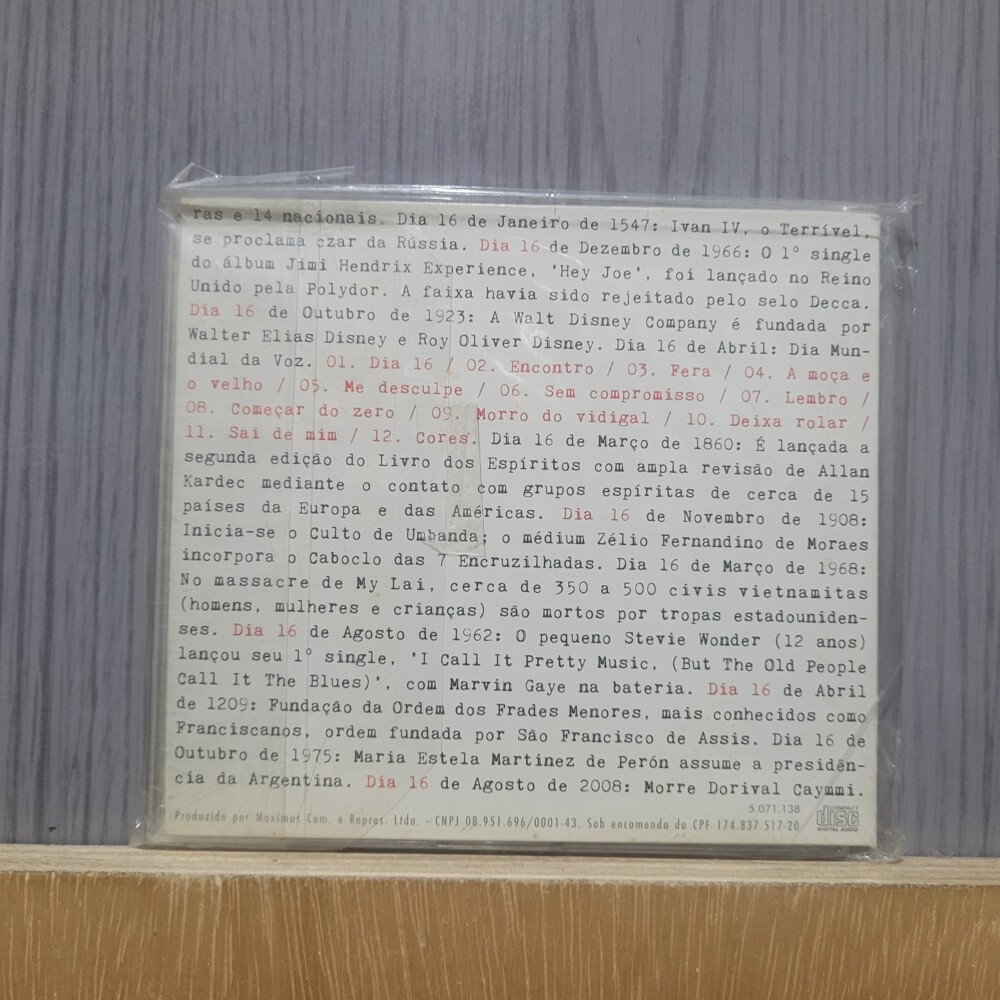 ras e 14 nacionais. Dia 16 de Janeiro de 1547: Ivan IV, o Terrível,
se proclama czar da Rússia. Dia 16 de Dezembro de 1966: O 1º single
do álbum Jimi Hendrix Experience, 'Hey Joe', foi lançado no Reino
Unido pela Polydor. A faixa havia sido rejeitado pelo selo Decca.
Dia 16 de Outubro de 1923: A Walt Disney Company é fundada por
Walter Elias Disney e Roy Oliver Disney. Dia 16 de Abril: Dia Mun-
dial da Voz. 01. Dia 16 / 02. Encontro / 03. Fera / 04. A moça e
o velho / 05. Me desculpe / 06. Sem compromisso / 07. Lembro /
08. Começar do zero / 09. Morro do vidigal / 10. Deixa rolar /
11. Sai de mim / 12. Cores. Dia 16 de Março de 1860: É lançada a
segunda edição do Livro dos Espíritos com ampla revisão de Allan
Kardec mediante o contato com grupos espíritas de cerca de 15
países da Europa e das Américas. Dia 16 de Novembro de 1908:
Inicia-se o Culto de Umbanda; o médium Zélio Fernandino de Moraes
incorpora o Caboclo das 7 Encruzilhadas. Dia 16 de Março de 1968:
No massacre de My Lai, cerca de 350 a 500 civis vietnamitas
(homens, mulheres e crianças) são mortos por tropas estadouniden-
ses. Dia 16 de Agosto de 1962: O pequeno Stevie Wonder (12 anos)
lançou seu 1º single, 'I Call It Pretty Music, (But The Old People
Call It The Blues)', com Marvin Gaye na bateria. Dia 16 de Abril
de 1209: Fundação da Ordem dos Frades Menores, mais conhecidos como
Franciscanos, ordem fundada por São Francisco de Assis. Dia 16 de
Outubro de 1975: Maria Estela Martinez de Perón assume a presidên-
cia da Argentina. Dia 16 de Agosto de 2008: Morre Dorival Caymmi.
5.071.138
Produzido por Maximus Com. e Repres. Ltda. – CNPJ 08.951.696/0001-43. Sob encomenda do CPF 174.837.517-20
COMPACT
disc
DIGITAL AUDIO